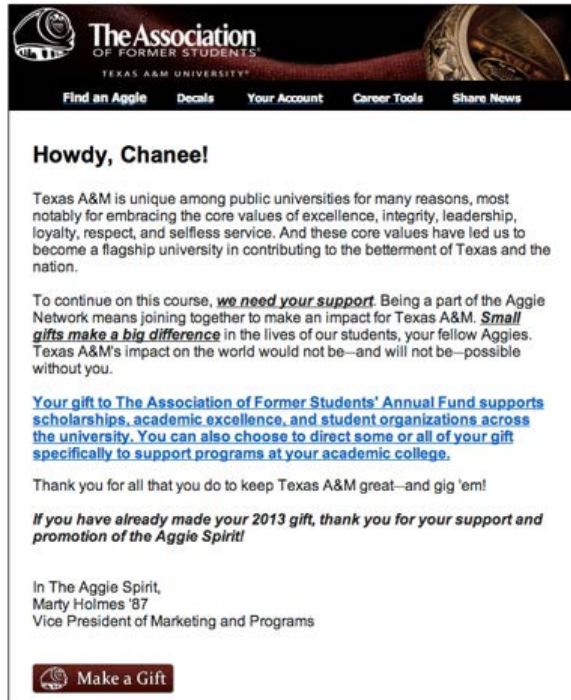 The Association
OF FORMER STUDENTS®
TEXAS A&M UNIVERSITY®
Find an Aggie Decals Your Account Career Tools Share News
Howdy, Chanee!
Texas A&M is unique among public universities for many reasons, most
notably for embracing the core values of excellence, integrity, leadership,
loyalty, respect, and selfless service. And these core values have led us to
become a flagship university in contributing to the betterment of Texas and the
nation.
To continue on this course, we need your support. Being a part of the Aggie
Network means joining together to make an impact for Texas A&M. Small
gifts make a big difference in the lives of our students, your fellow Aggies.
Texas A&M's impact on the world would not be—and will not be—possible
without you.
Your gift to The Association of Former Students' Annual Fund supports
scholarships, academic excellence, and student organizations across
the university. You can also choose to direct some or all of your gift
specifically to support programs at your academic college.
Thank you for all that you do to keep Texas A&M great—and gig 'em!
If you have already made your 2013 gift, thank you for your support and
promotion of the Aggie Spirit!
In The Aggie Spirit,
Marty Holmes '87
Vice President of Marketing and Programs
Make a Gift